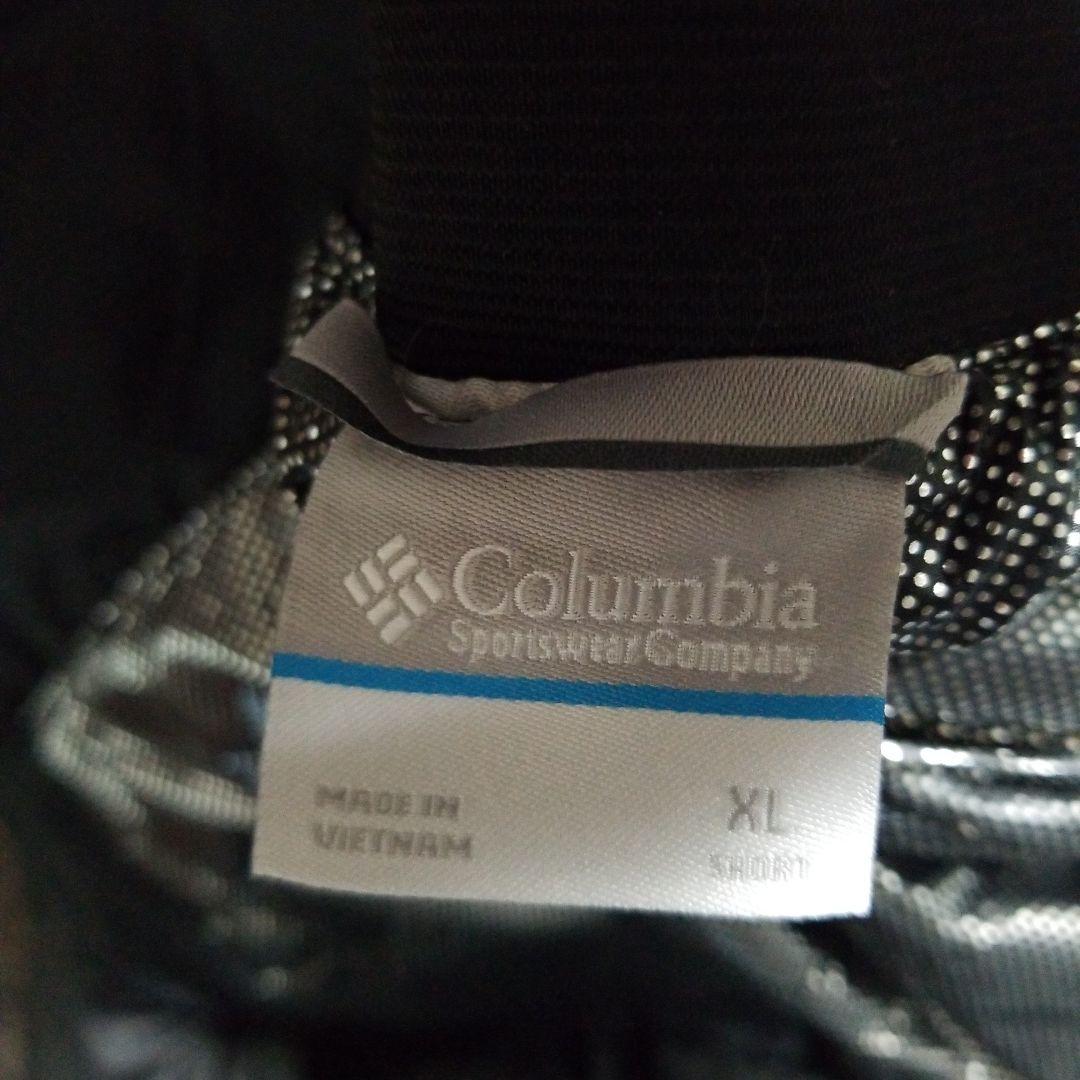 Columbia
Sportswear Company
MADE IN
VIETNAM
XL
SHORT